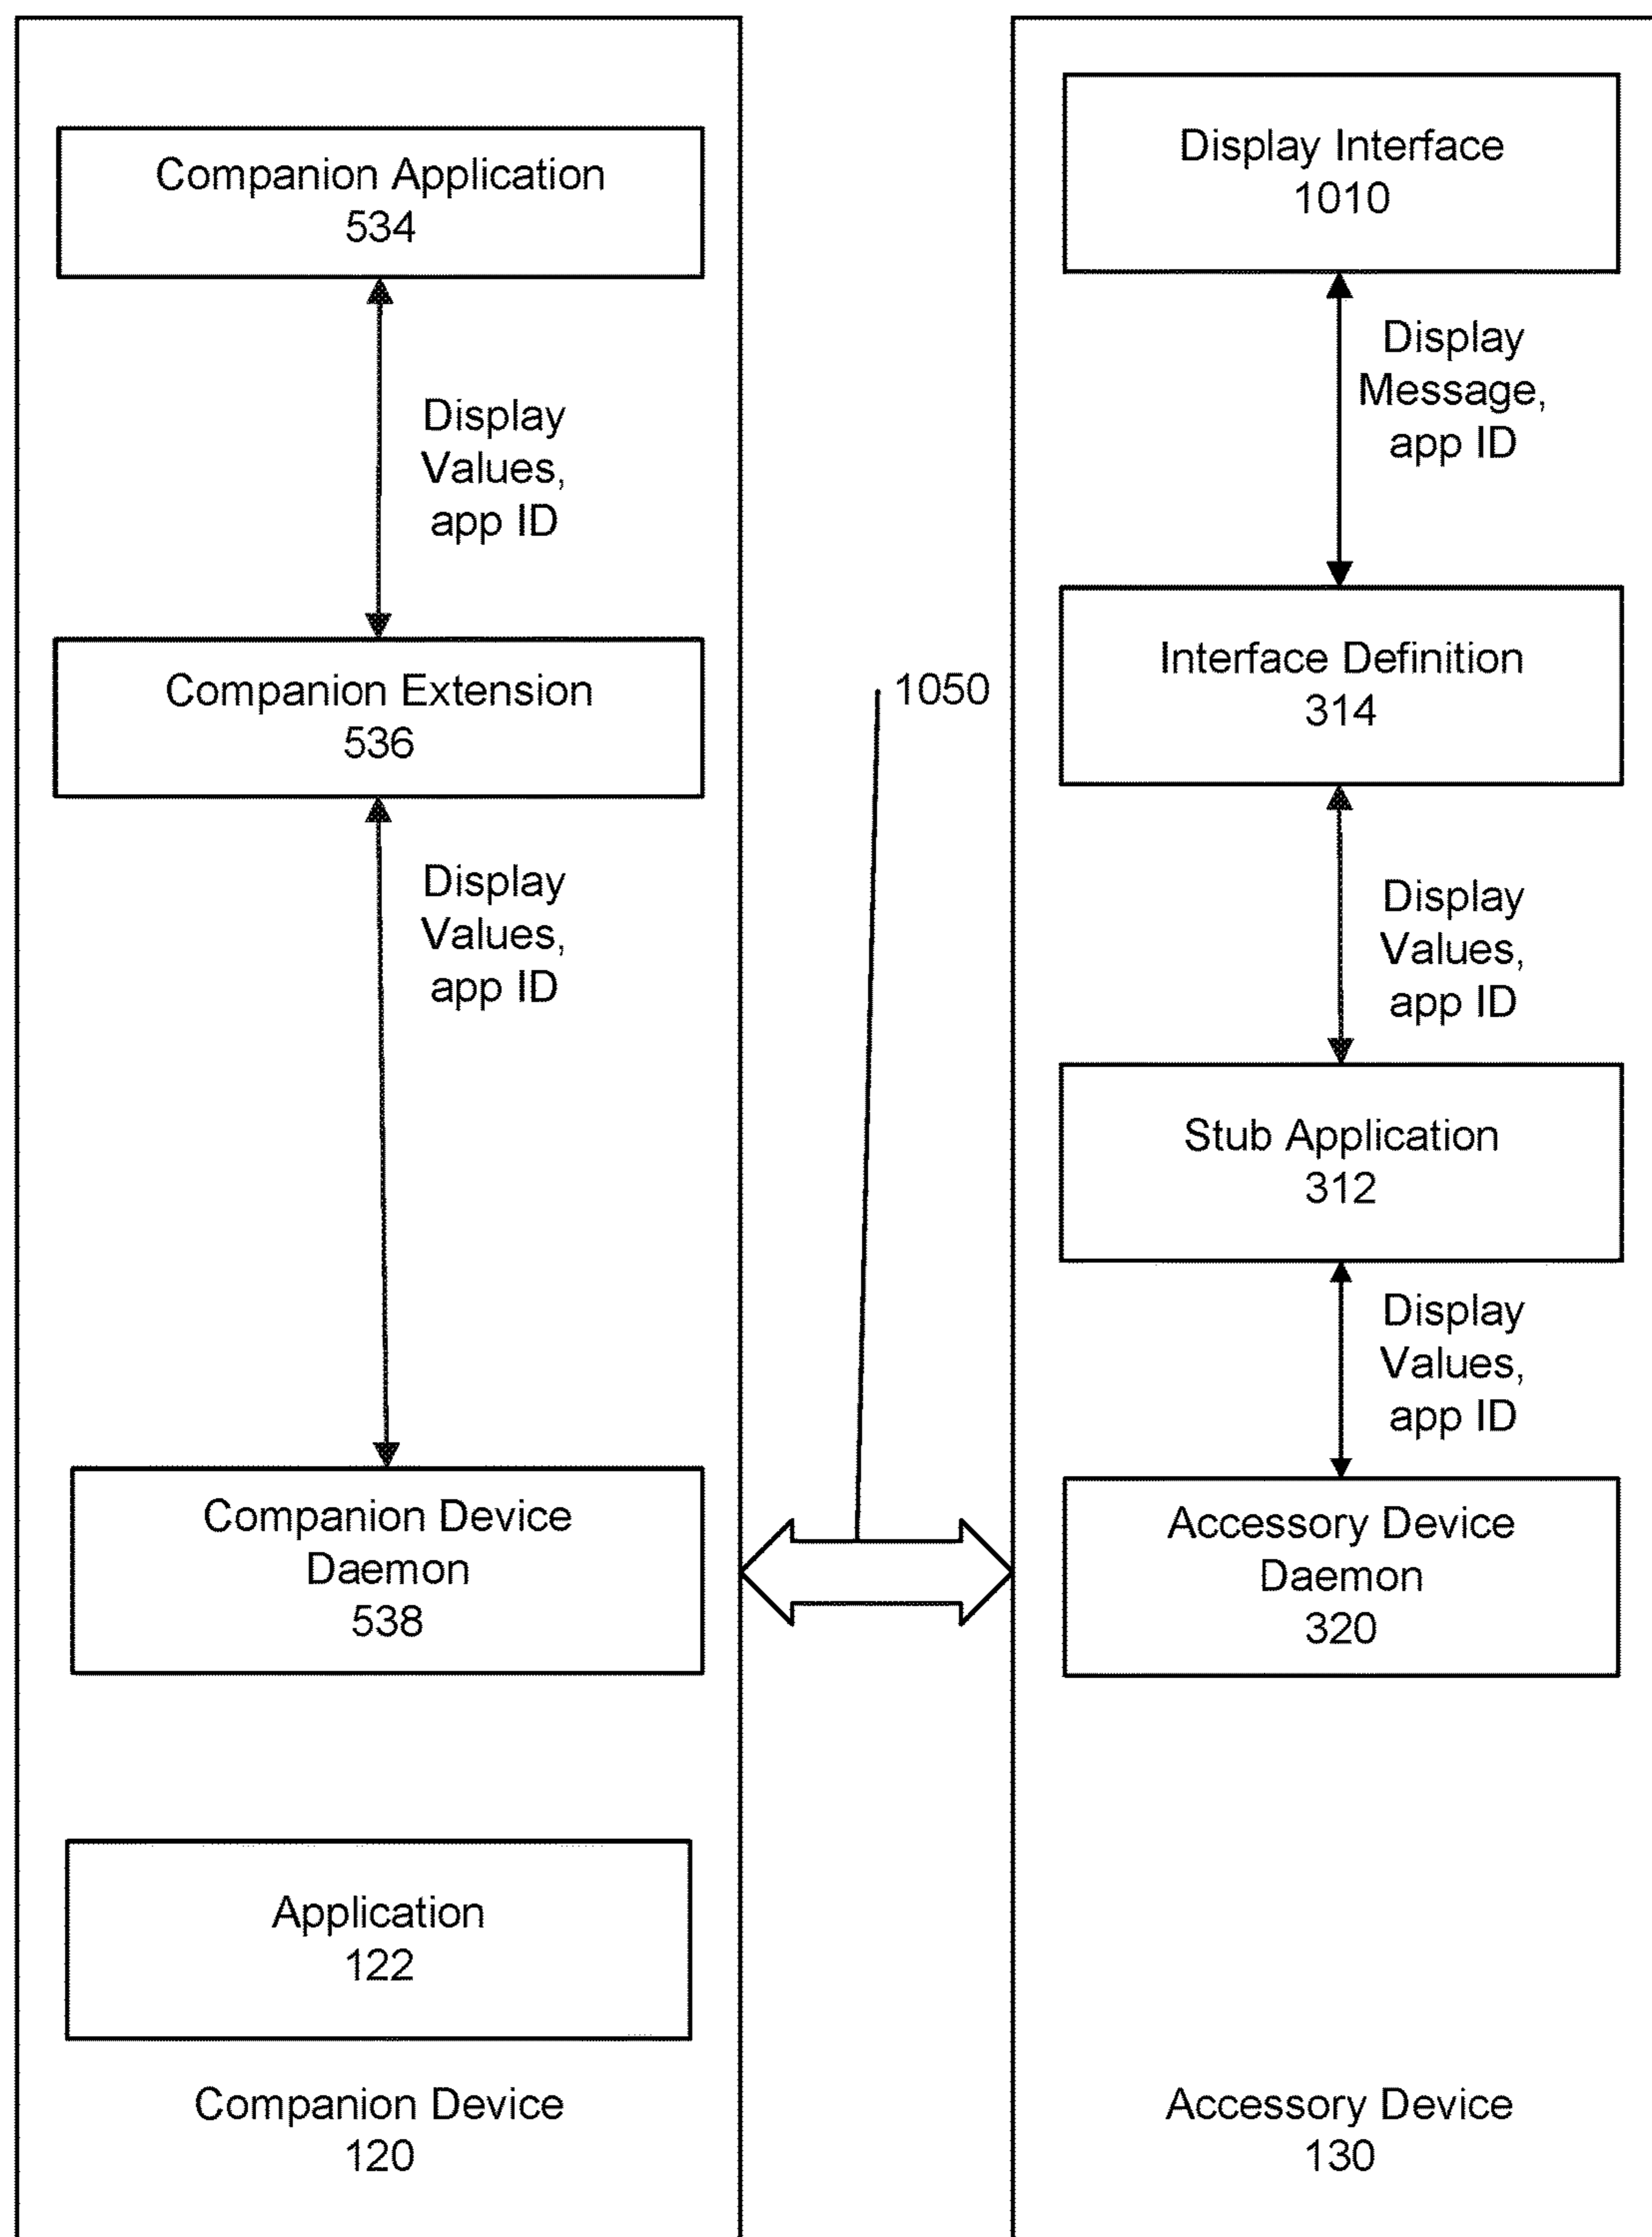 Companion Application
534
Display
Values,
app ID
Companion Extension
536
Display
Values,
app ID
Companion Device
Daemon
538
Application
122
Companion Device
120
1050
Display Interface
1010
Display
Message,
app ID
Interface Definition
314
Display
Values,
app ID
Stub Application
312
Display
Values,
app ID
Accessory Device
Daemon
320
Accessory Device
130